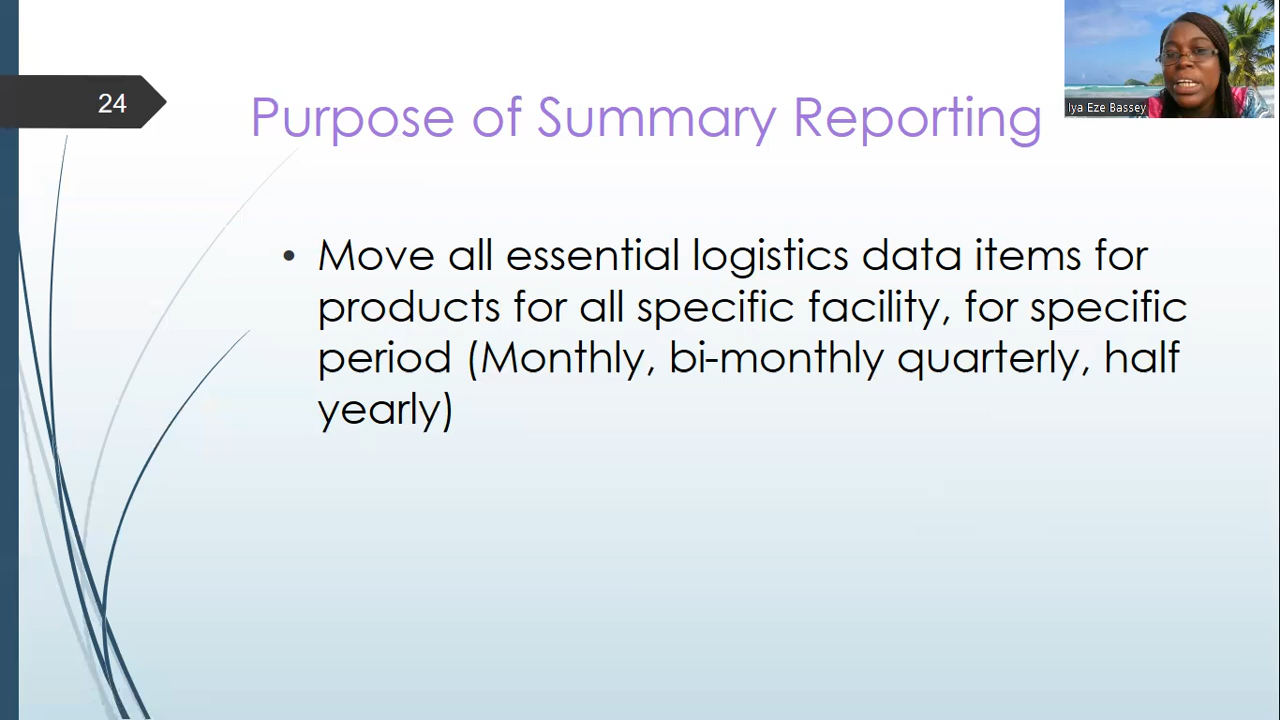 24
Purpose of Summary Reporting
Iya Eze Bassey
• Move all essential logistics data items for
products for all specific facility, for specific
period (Monthly, bi-monthly quarterly, half
yearly)